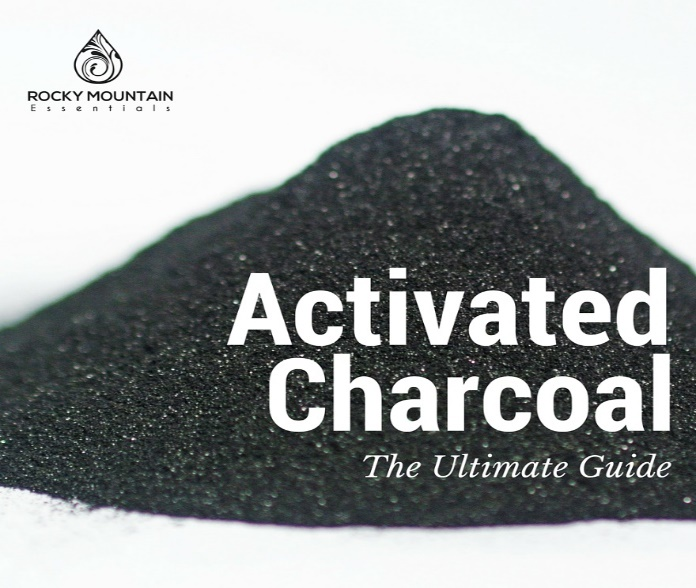 ROCKY MOUNTAIN
Essentials
Activated
Charcoal
The Ultimate Guide